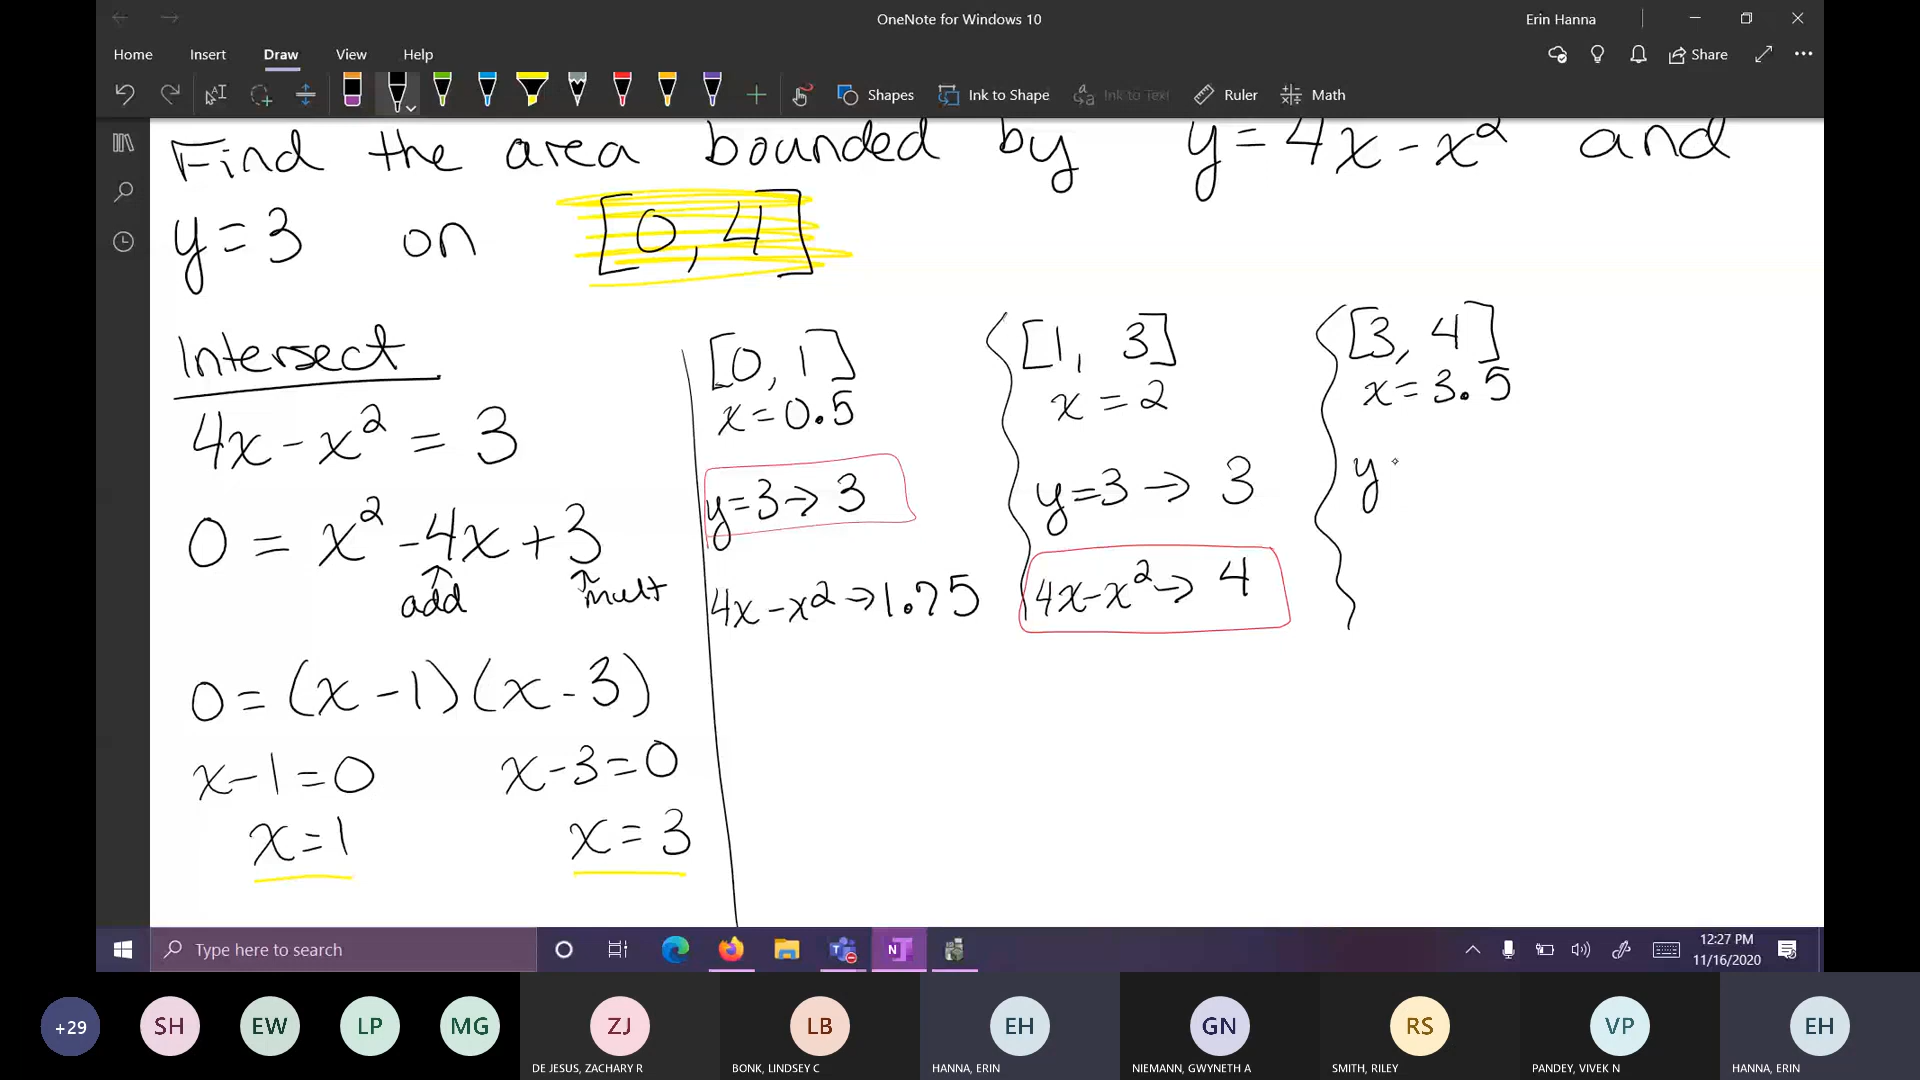 OneNote for Windows 10
Erin Hanna
Home Insert Draw View Help
Share
Shapes Ink to Shape Ink to Text Ruler Math
Find the area bounded by y=4x-x² and
y=3 on [0,4]
Intersect
4x-x²=3
0=x²-4x+3
add mult
0=(x-1)(x-3)
x-1=0 x-3=0
x=1 x=3
[0,1]
x=0.5
y=3→3
4x-x²→1.75
[1,3]
x=2
y=3→3
4x-x²→4
[3,4]
x=3.5
y
Type here to search
12:27 PM
11/16/2020
+29 SH EW LP MG ZJ LB EH GN RS VP EH
DE JESUS, ZACHARY R BONK, LINDSEY C HANNA, ERIN NIEMANN, GWYNETH A SMITH, RILEY PANDEY, VIVEK N HANNA, ERIN